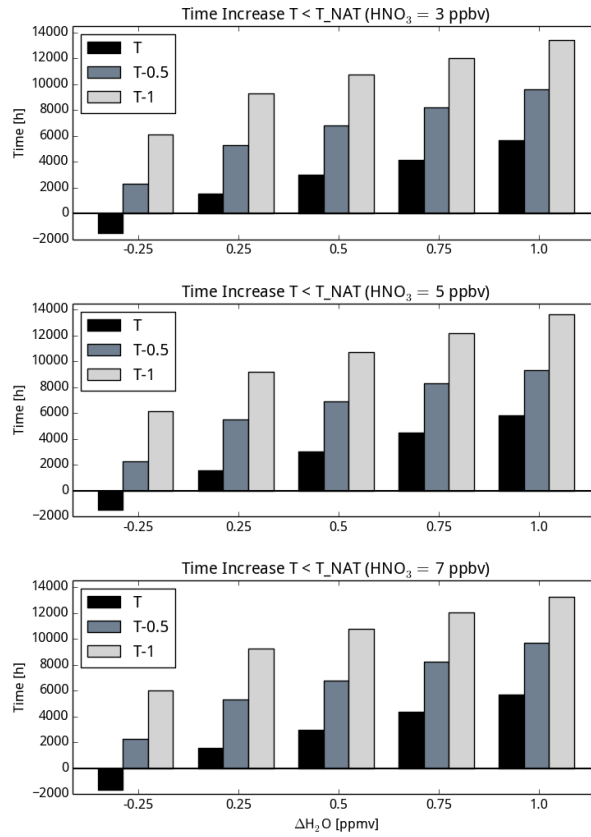 Time Increase T < T_NAT (HNO₃ = 3 ppbv)
14000
12000
10000
8000
6000
4000
2000
0
−2000
Time [h]
T
T-0.5
T-1
-0.25 0.25 0.5 0.75 1.0
Time Increase T < T_NAT (HNO₃ = 5 ppbv)
14000
12000
10000
8000
6000
4000
2000
0
−2000
Time [h]
T
T-0.5
T-1
-0.25 0.25 0.5 0.75 1.0
Time Increase T < T_NAT (HNO₃ = 7 ppbv)
14000
12000
10000
8000
6000
4000
2000
0
−2000
Time [h]
T
T-0.5
T-1
-0.25 0.25 0.5 0.75 1.0
ΔH₂O [ppmv]